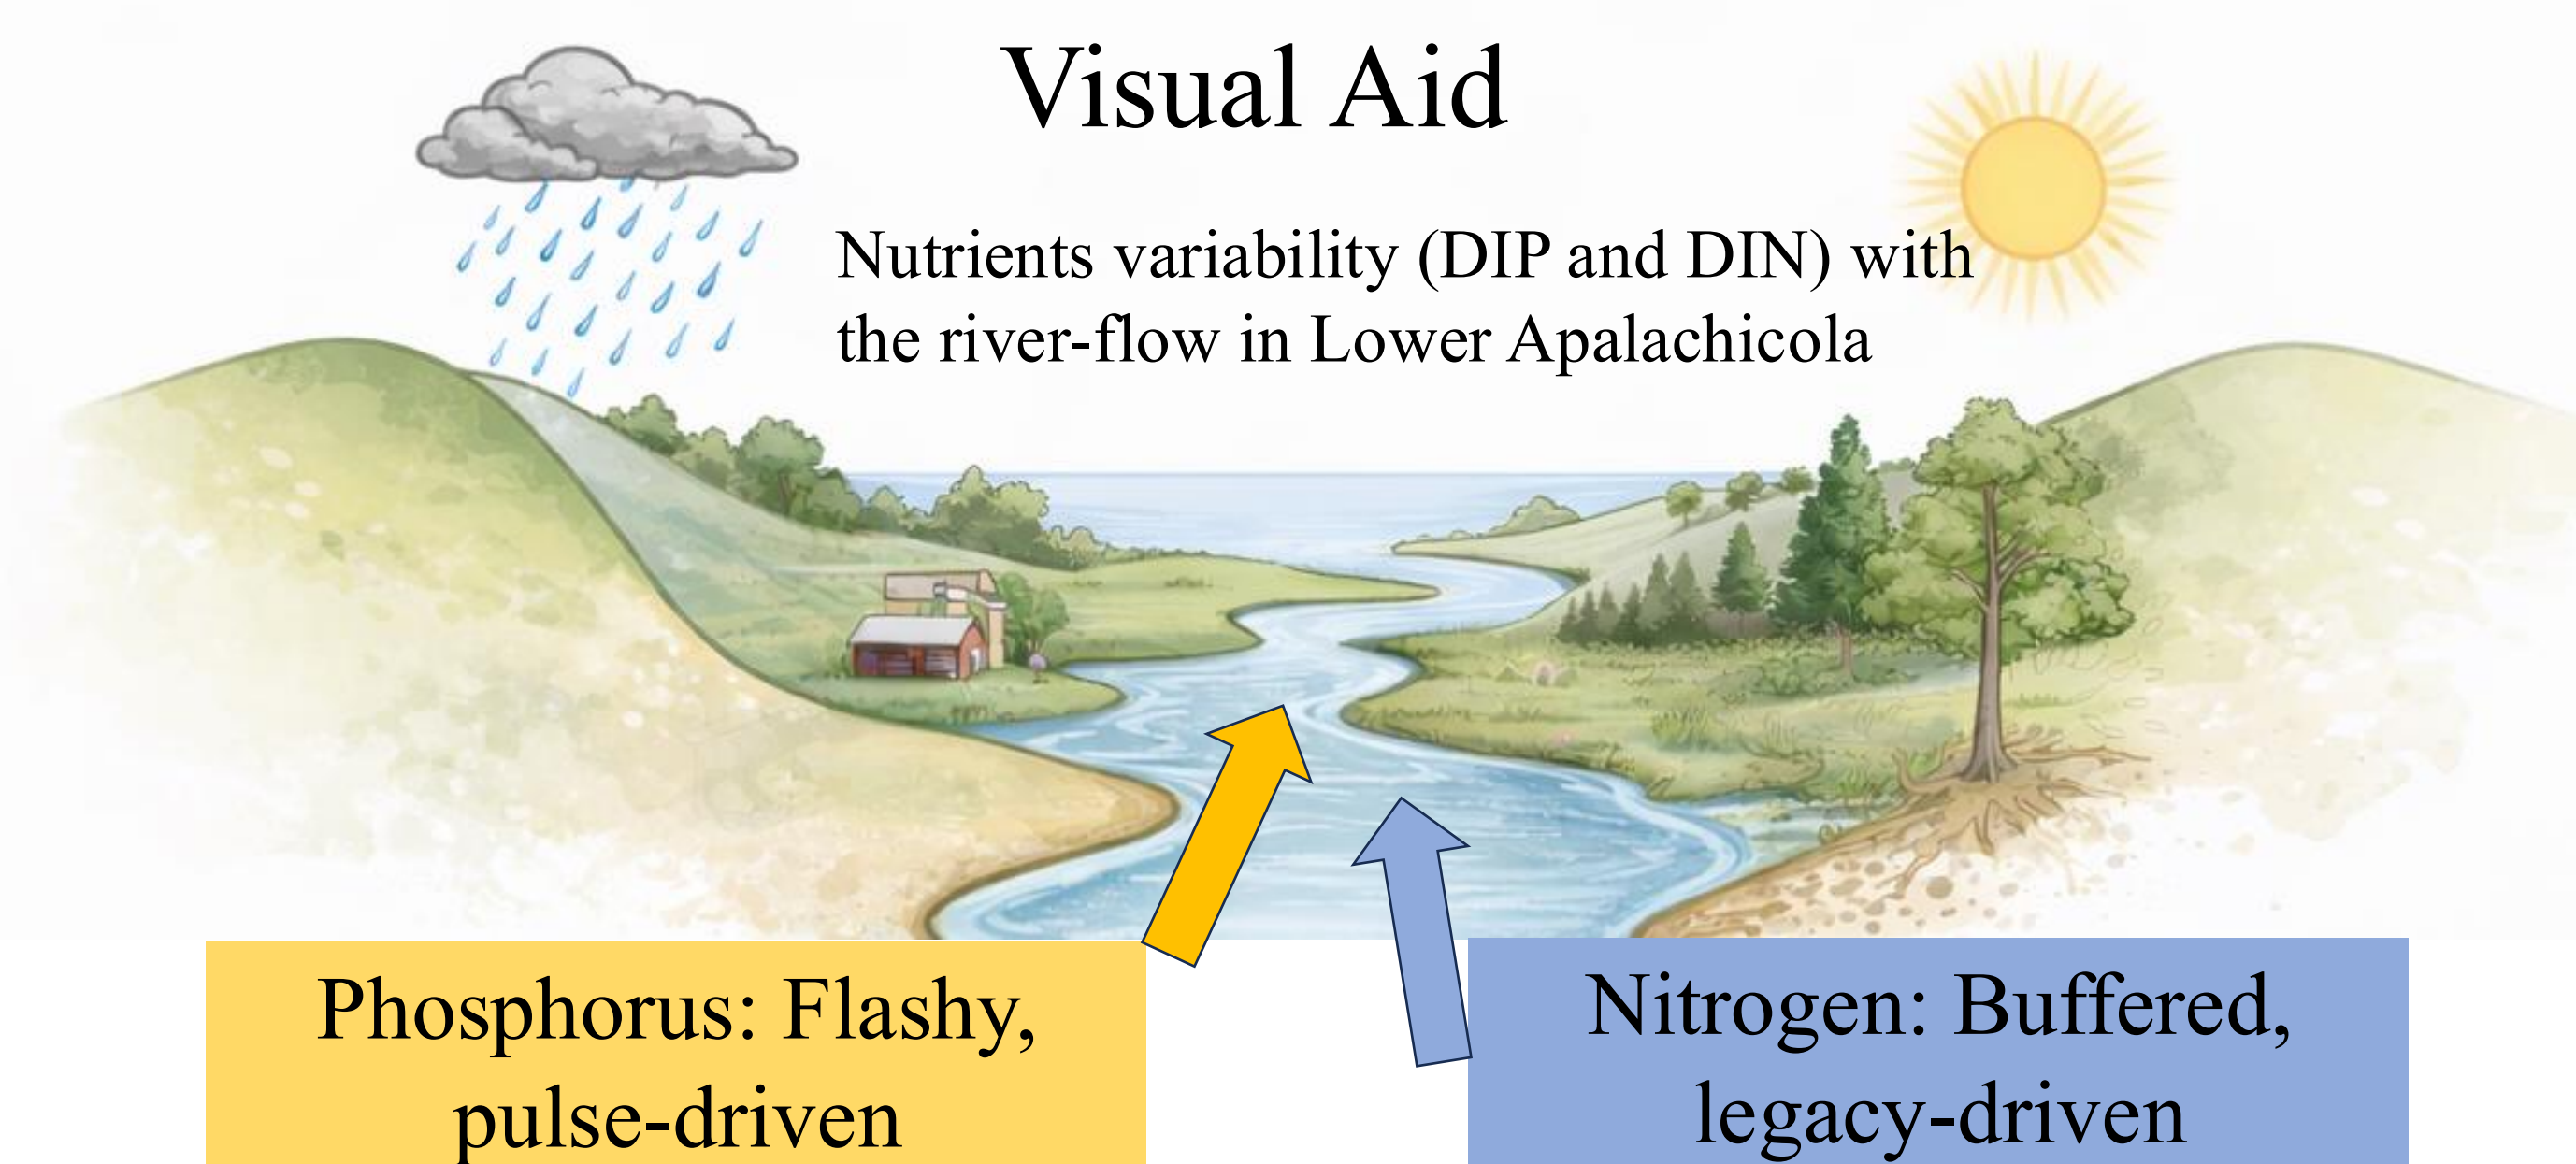 Visual Aid
Nutrients variability (DIP and DIN) with
the river-flow in Lower Apalachicola
Phosphorus: Flashy,
pulse-driven
Nitrogen: Buffered,
legacy-driven